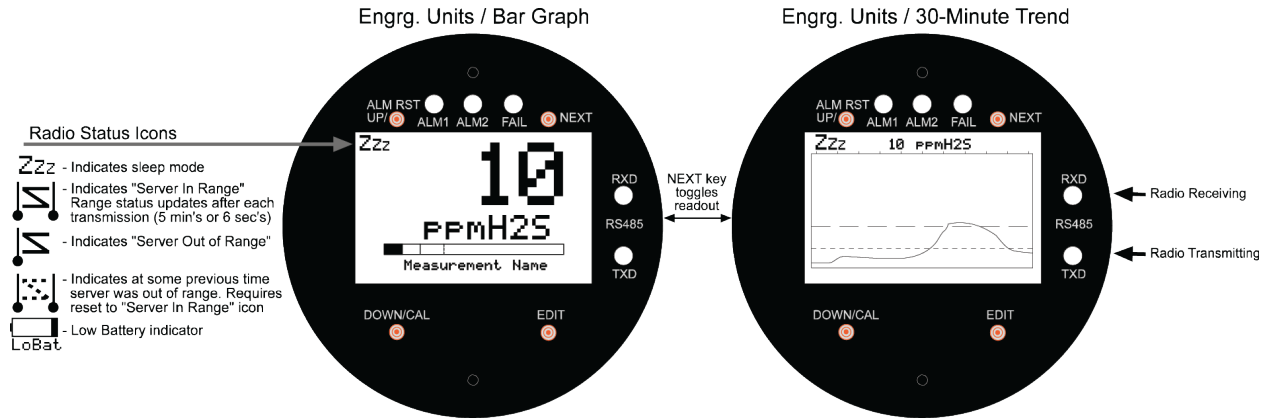 Engrg. Units / Bar Graph
Engrg. Units / 30-Minute Trend
Radio Status Icons
Zzz - Indicates sleep mode
- Indicates "Server In Range"
Range status updates after each
transmission (5 min's or 6 sec's)
- Indicates "Server Out of Range"
- Indicates at some previous time
server was out of range. Requires
reset to "Server In Range" icon
- Low Battery indicator
LoBat
ALM RST
UP/
ALM1 ALM2 FAIL
NEXT
Zzz
10
ppmH2S
Measurement Name
RXD
RS485
TXD
DOWN/CAL
EDIT
NEXT key
toggles
readout
ALM RST
UP/
ALM1 ALM2 FAIL
NEXT
Zzz 10 ppmH2S
RXD
RS485
TXD
DOWN/CAL
EDIT
Radio Receiving
Radio Transmitting